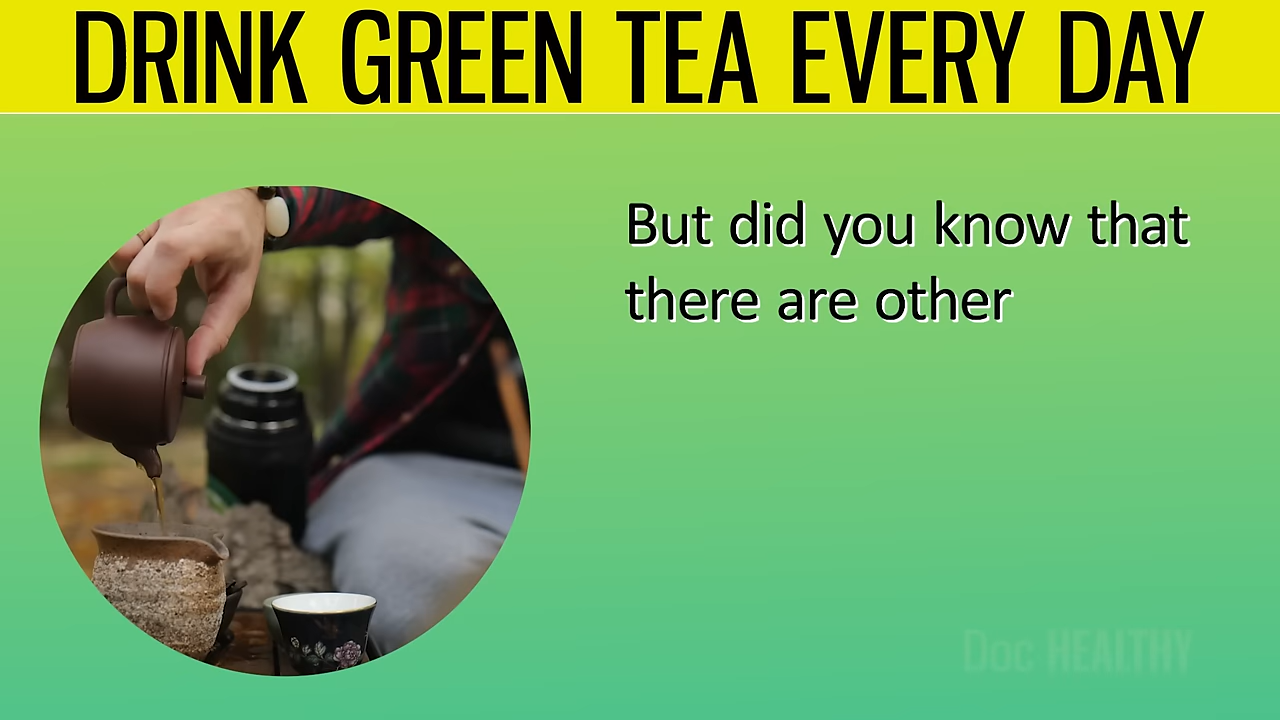 DRINK GREEN TEA EVERY DAY
But did you know that
there are other
Doc HEALTHY